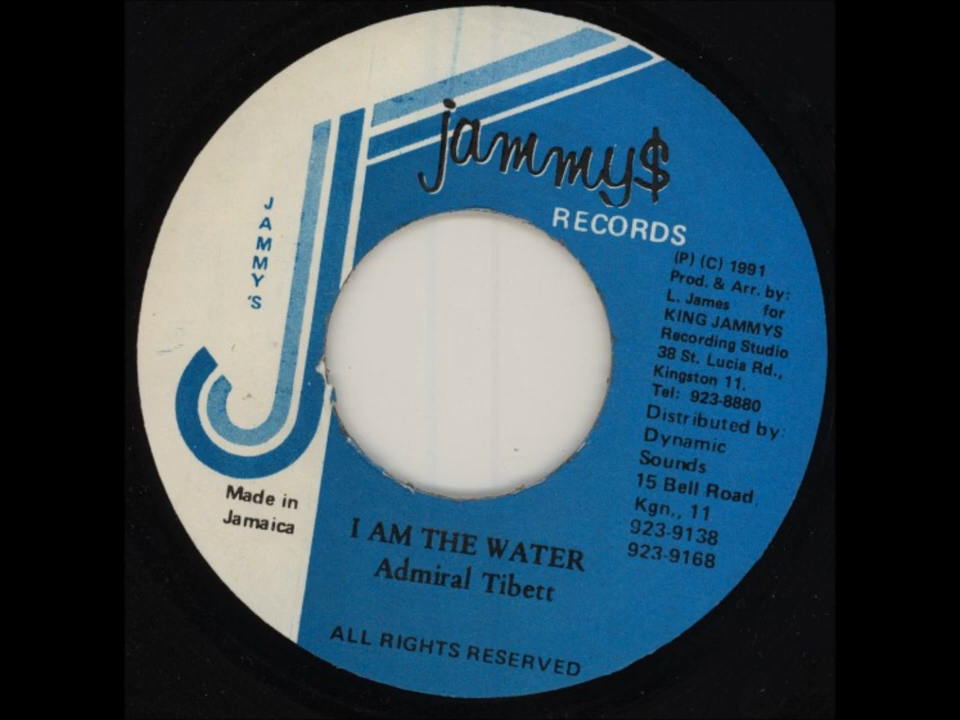 jammy$
RECORDS
JAMMY'S
(P) (C) 1991
Prod. & Arr. by:
L. James for
KING JAMMYS
Recording Studio
38 St. Lucia Rd.,
Kingston 11.
Tel: 923-8880
Distributed by:
Dynamic
Sounds
15 Bell Road,
Kgn., 11
923-9138
923-9168
Made in
Jamaica
I AM THE WATER
Admiral Tibett
ALL RIGHTS RESERVED